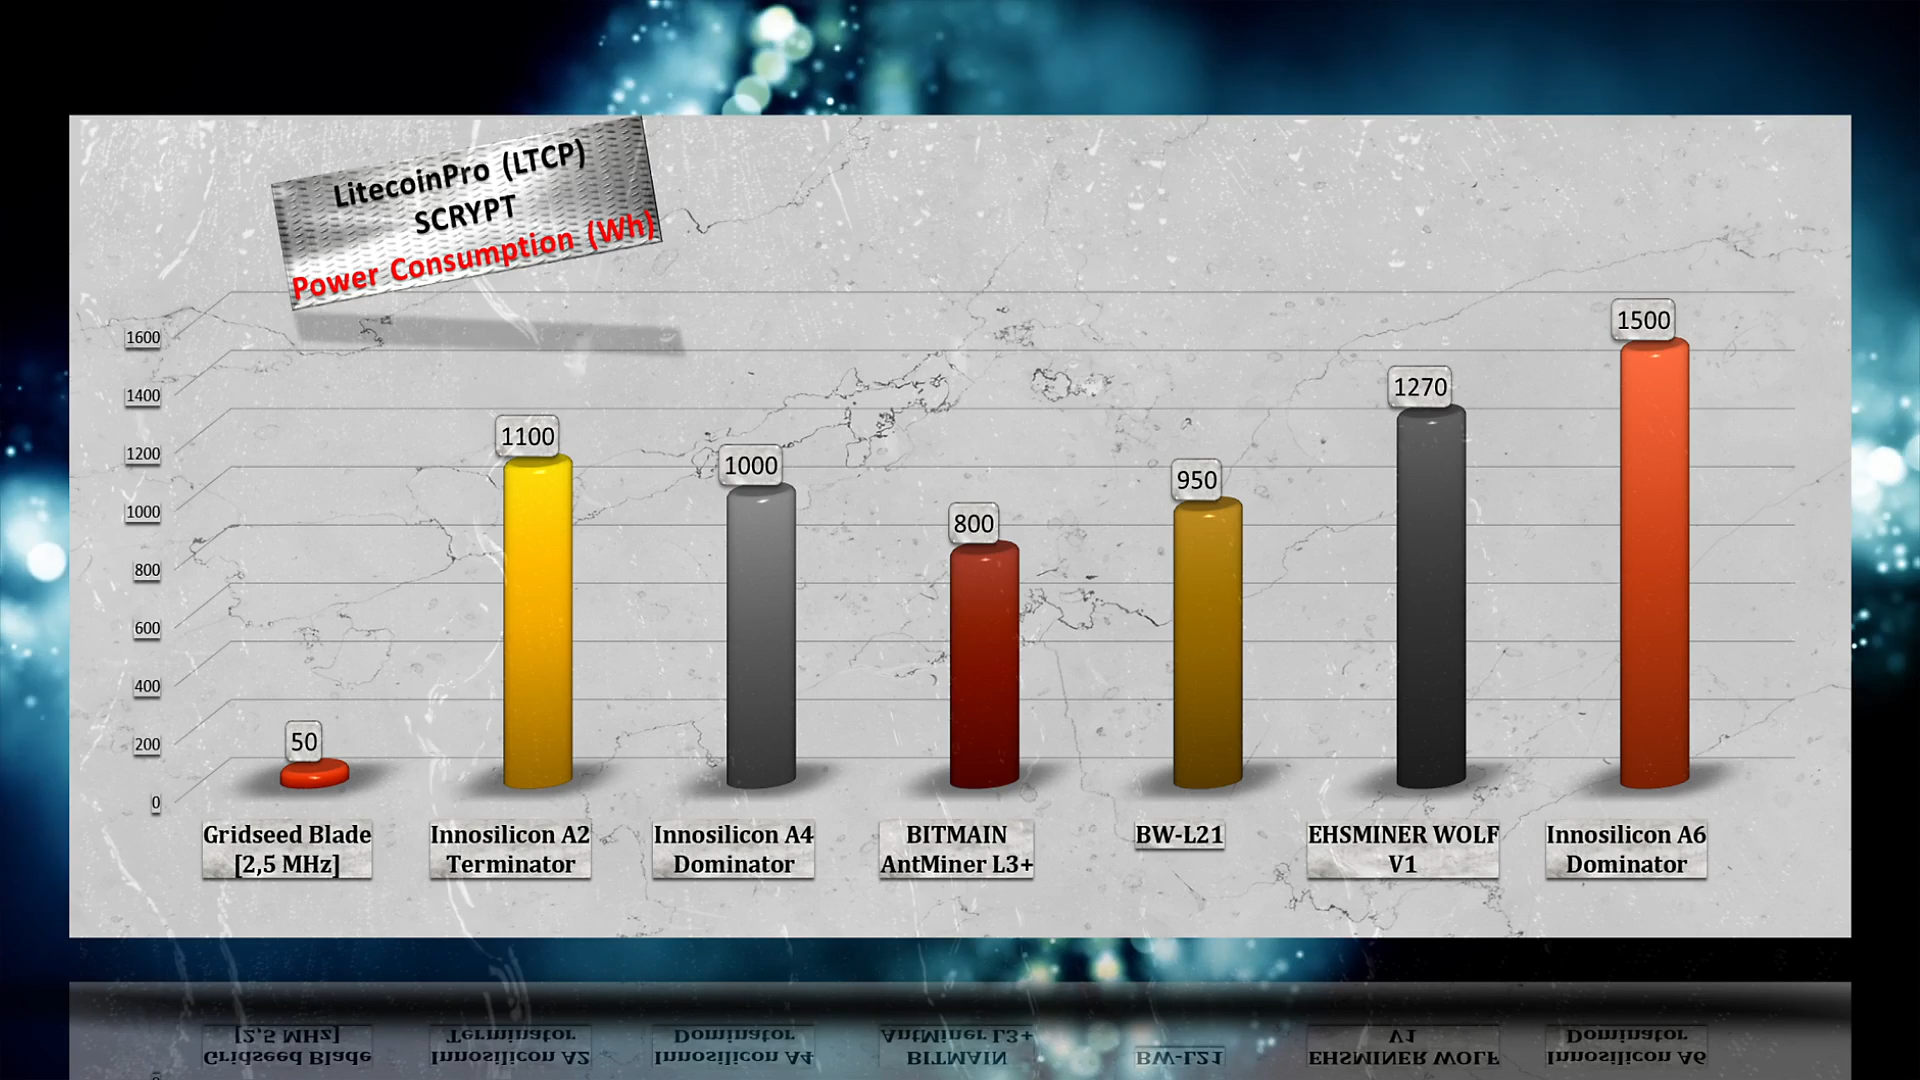 LitecoinPro (LTCP)
SCRYPT
Power Consumption (Wh)
1600
1400
1200
1000
800
600
400
200
0
50
1100
1000
800
950
1270
1500
Gridseed Blade
[2,5 MHz]
Innosilicon A2
Terminator
Innosilicon A4
Dominator
BITMAIN
AntMiner L3+
BW-L21
EHSMINER WOLF
V1
Innosilicon A6
Dominator